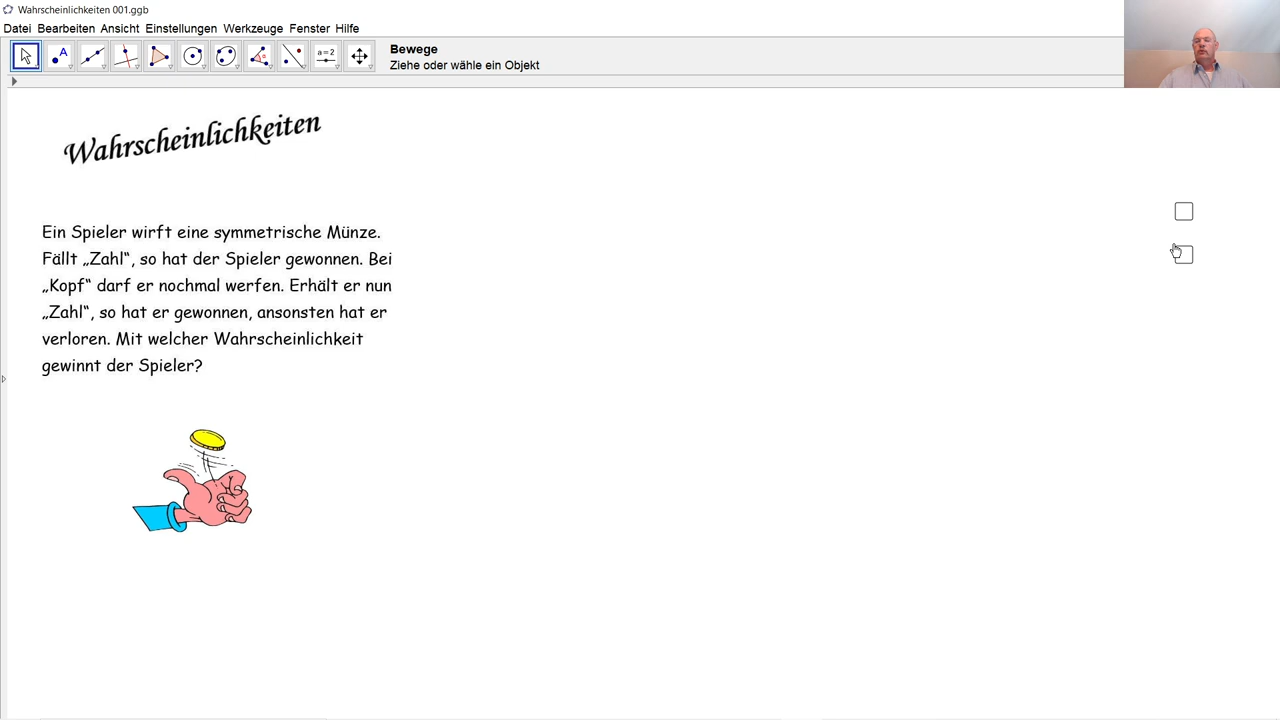 Wahrscheinlichkeiten 001.ggb
Datei Bearbeiten Ansicht Einstellungen Werkzeuge Fenster Hilfe
A
a = 2
Bewege
Ziehe oder wähle ein Objekt
Wahrscheinlichkeiten
Ein Spieler wirft eine symmetrische Münze.
Fällt „Zahl“, so hat der Spieler gewonnen. Bei
„Kopf“ darf er nochmal werfen. Erhält er nun
„Zahl“, so hat er gewonnen, ansonsten hat er
verloren. Mit welcher Wahrscheinlichkeit
gewinnt der Spieler?